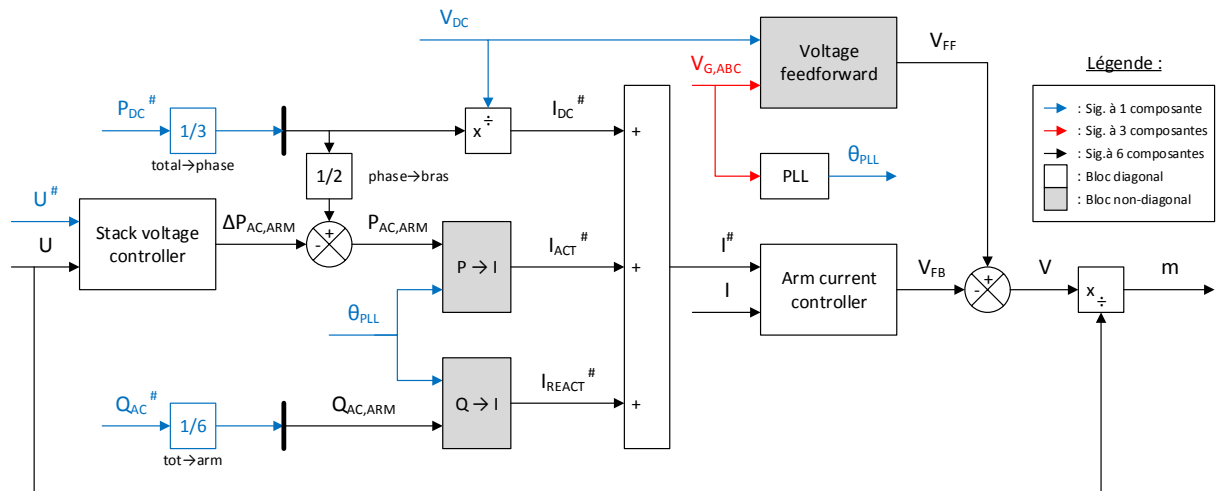 V_DC
V_G,ABC
Voltage
feedforward
V_FF
Légende :
: Sig. à 1 composante
: Sig. à 3 composantes
: Sig.à 6 composantes
: Bloc diagonal
: Bloc non-diagonal
P_DC #
1/3
total→phase
x ÷
I_DC #
+
1/2
phase→bras
PLL
θ_PLL
U #
U
Stack voltage
controller
ΔP_AC,ARM
+
-
P_AC,ARM
P → I
I_ACT #
+
I #
I
Arm current
controller
V_FB
+
-
V
x ÷
m
θ_PLL
Q_AC #
1/6
tot→arm
Q_AC,ARM
Q → I
I_REACT #
+